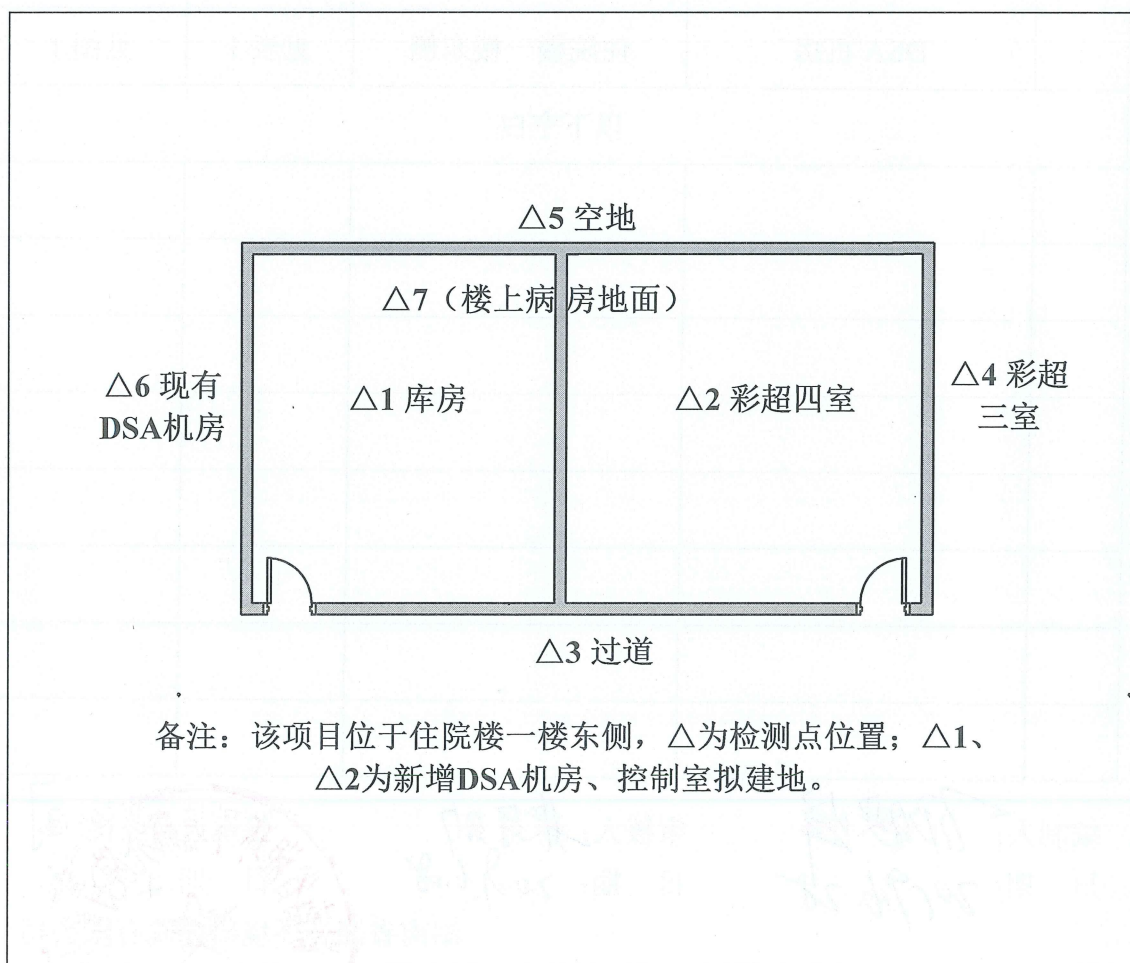 △5 空地
△7（楼上病房地面）
△6 现有
DSA机房
△1 库房
△2 彩超四室
△4 彩超
三室
△3 过道
备注：该项目位于住院楼一楼东侧，△为检测点位置；△1、
△2为新增DSA机房、控制室拟建地。